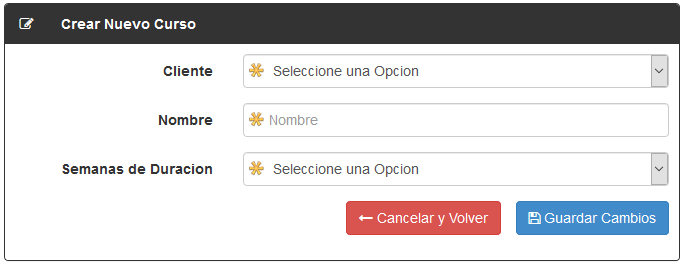 Crear Nuevo Curso
Cliente Seleccione una Opcion
Nombre Nombre
Semanas de Duracion Seleccione una Opcion
Cancelar y Volver Guardar Cambios